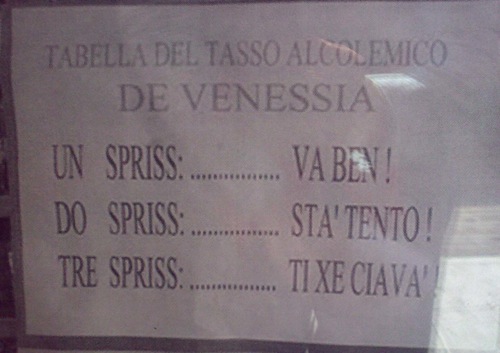 TABELLA DEL TASSO ALCOLEMICO
DE VENESSIA
UN SPRISS: ................ VA BEN !
DO SPRISS: ................ STA' TENTO !
TRE SPRISS: ................ TI XE CIAVA' !